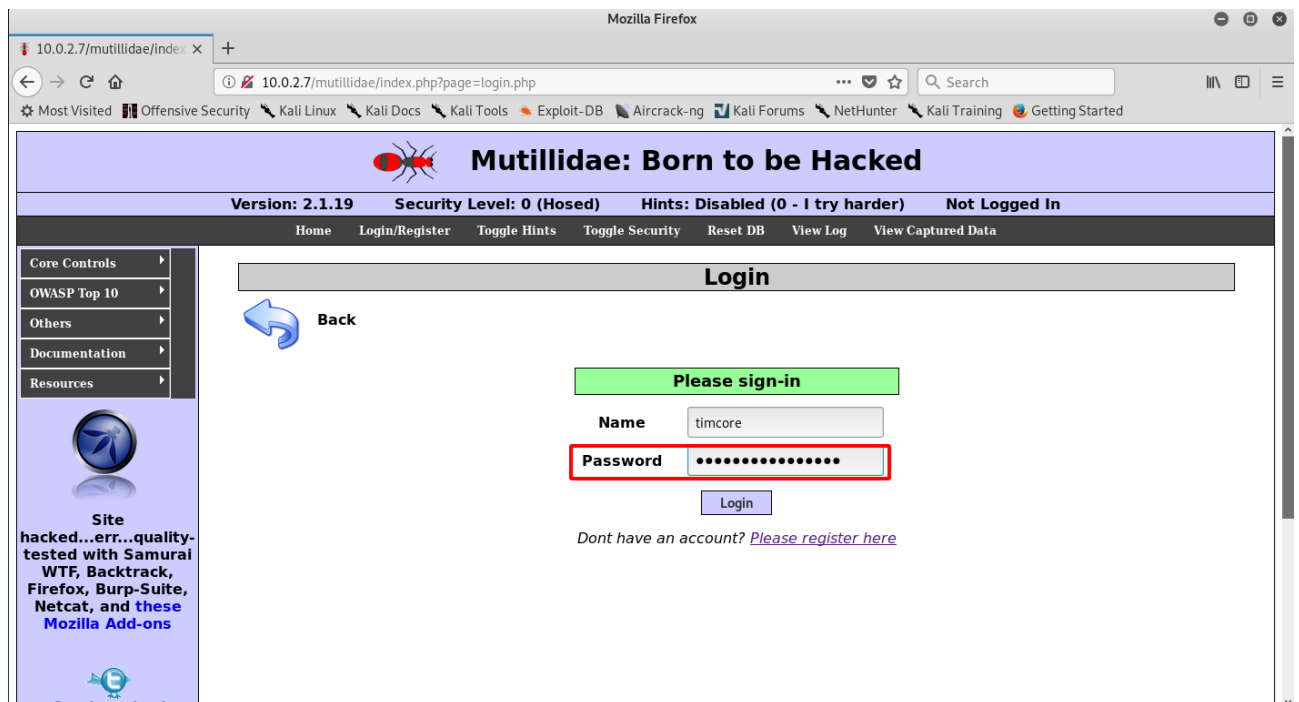 Mozilla Firefox
10.0.2.7/mutillidae/index
10.0.2.7/mutillidae/index.php?page=login.php
Search
Most Visited Offensive Security Kali Linux Kali Docs Kali Tools Exploit-DB Aircrack-ng Kali Forums NetHunter Kali Training Getting Started
Mutillidae: Born to be Hacked
Version: 2.1.19 Security Level: 0 (Hosed) Hints: Disabled (0 - I try harder) Not Logged In
Home Login/Register Toggle Hints Toggle Security Reset DB View Log View Captured Data
Core Controls
OWASP Top 10
Others
Documentation
Resources
Site
hacked...err...quality-
tested with Samurai
WTF, Backtrack,
Firefox, Burp-Suite,
Netcat, and these
Mozilla Add-ons
Login
Back
Please sign-in
Name timcore
Password ••••••••••••••••
Login
Dont have an account? Please register here